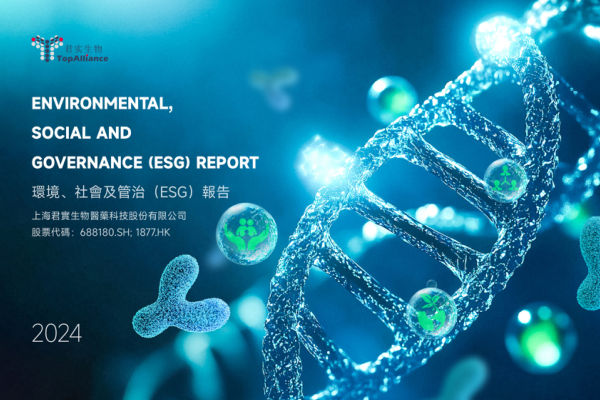 君实生物
TopAlliance
ENVIRONMENTAL,
SOCIAL AND
GOVERNANCE (ESG) REPORT
環境、社會及管治（ESG）報告
上海君實生物醫藥科技股份有限公司
股票代碼：688180.SH; 1877.HK
2024